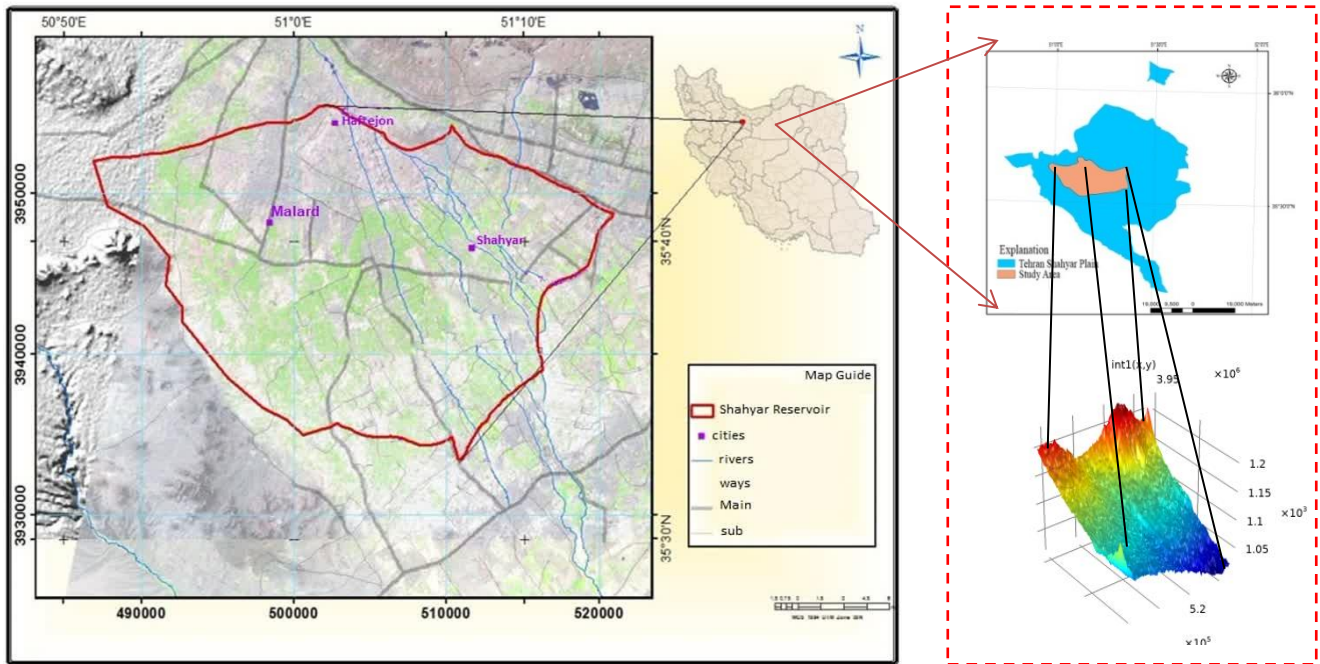 50°50'E
51°0'E
51°10'E
N
Haftejon
Malard
Shahyar
3950000
3940000
3930000
35°40'N
35°30'N
490000
500000
510000
520000
Map Guide
Shahyar Reservoir
cities
rivers
ways
Main
sub
Explanation
Tehran Shahyar Plain
Study Area
int1(x,y)
3.95
×10⁶
1.2
1.15
1.1
×10³
1.05
5.2
×10⁵